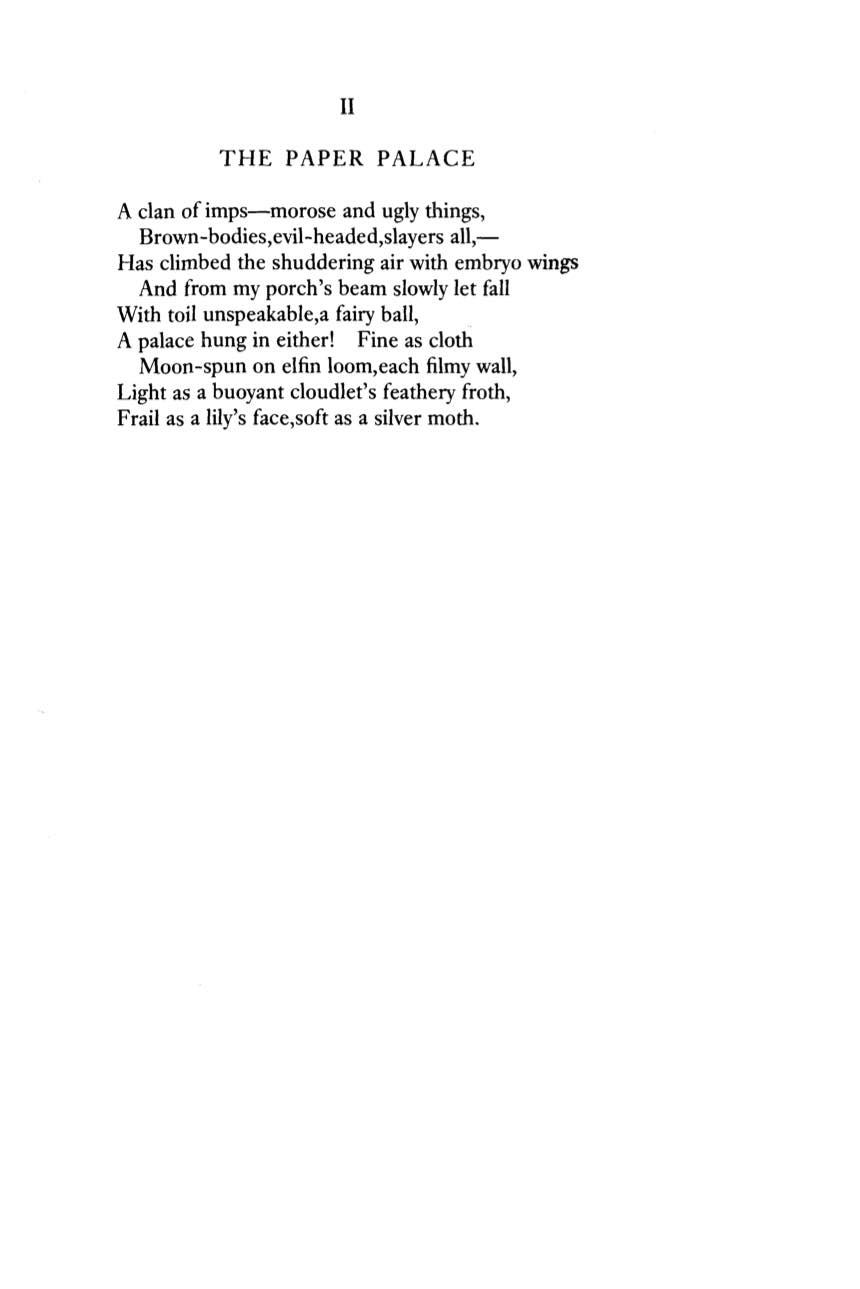 II
THE PAPER PALACE
A clan of imps—morose and ugly things,
Brown-bodies,evil-headed,slayers all,—
Has climbed the shuddering air with embryo wings
And from my porch's beam slowly let fall
With toil unspeakable,a fairy ball,
A palace hung in either! Fine as cloth
Moon-spun on elfin loom,each filmy wall,
Light as a buoyant cloudlet's feathery froth,
Frail as a lily's face,soft as a silver moth.